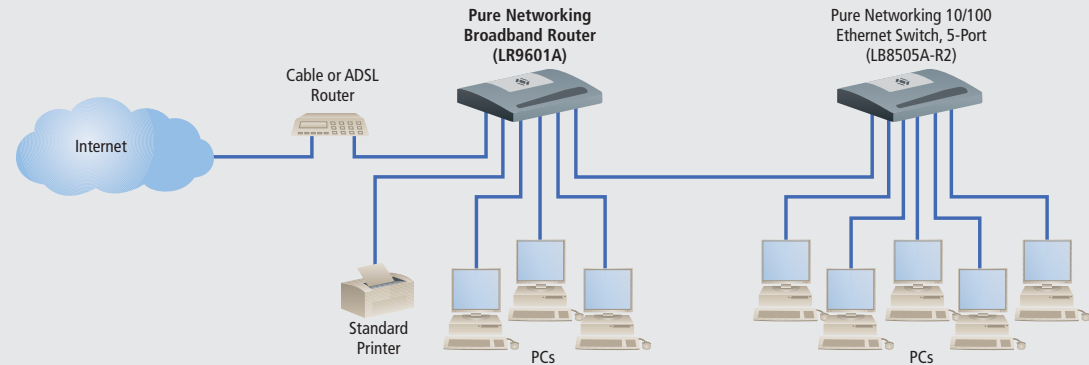 Pure Networking
Broadband Router
(LR9601A)
Pure Networking 10/100
Ethernet Switch, 5-Port
(LB8505A-R2)
Cable or ADSL
Router
Internet
Standard
Printer
PCs
PCs